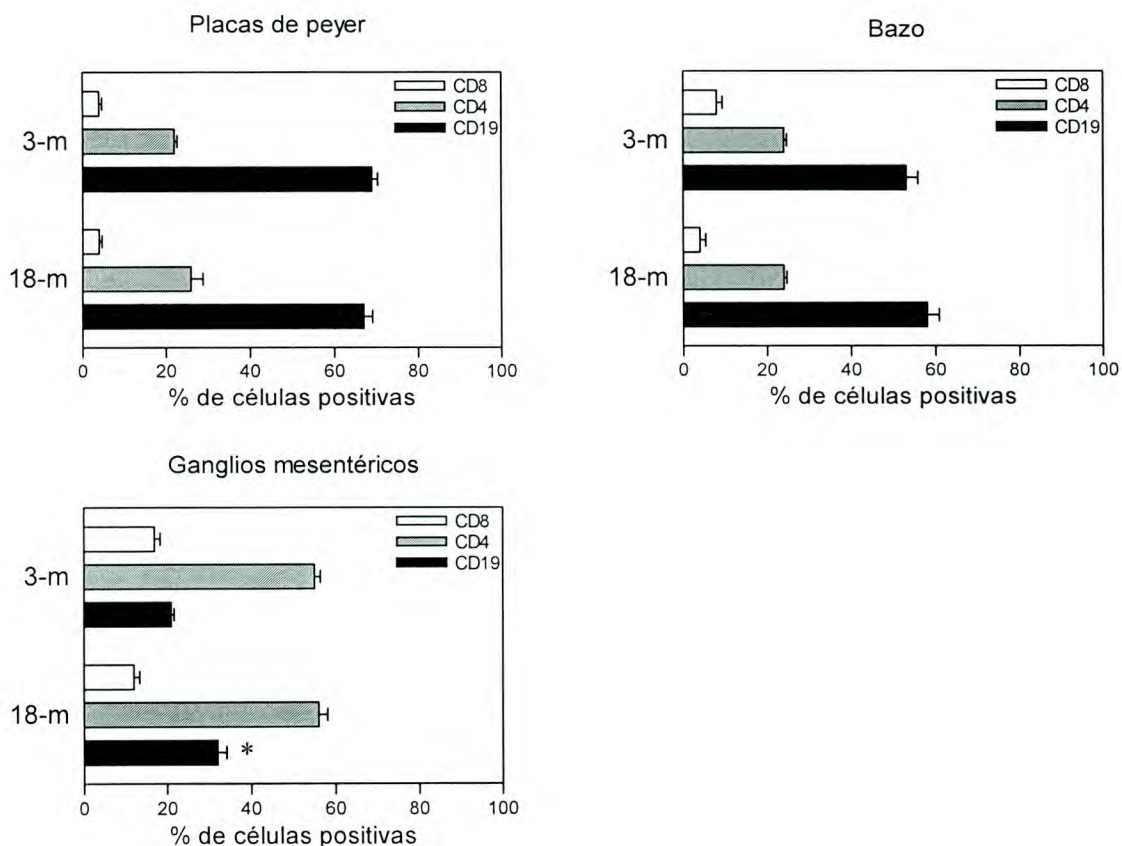 Placas de peyer
CD8
CD4
CD19
3-m
18-m
0 20 40 60 80 100
% de células positivas
Bazo
CD8
CD4
CD19
3-m
18-m
0 20 40 60 80 100
% de células positivas
Ganglios mesentéricos
CD8
CD4
CD19
3-m
18-m
*
0 20 40 60 80 100
% de células positivas